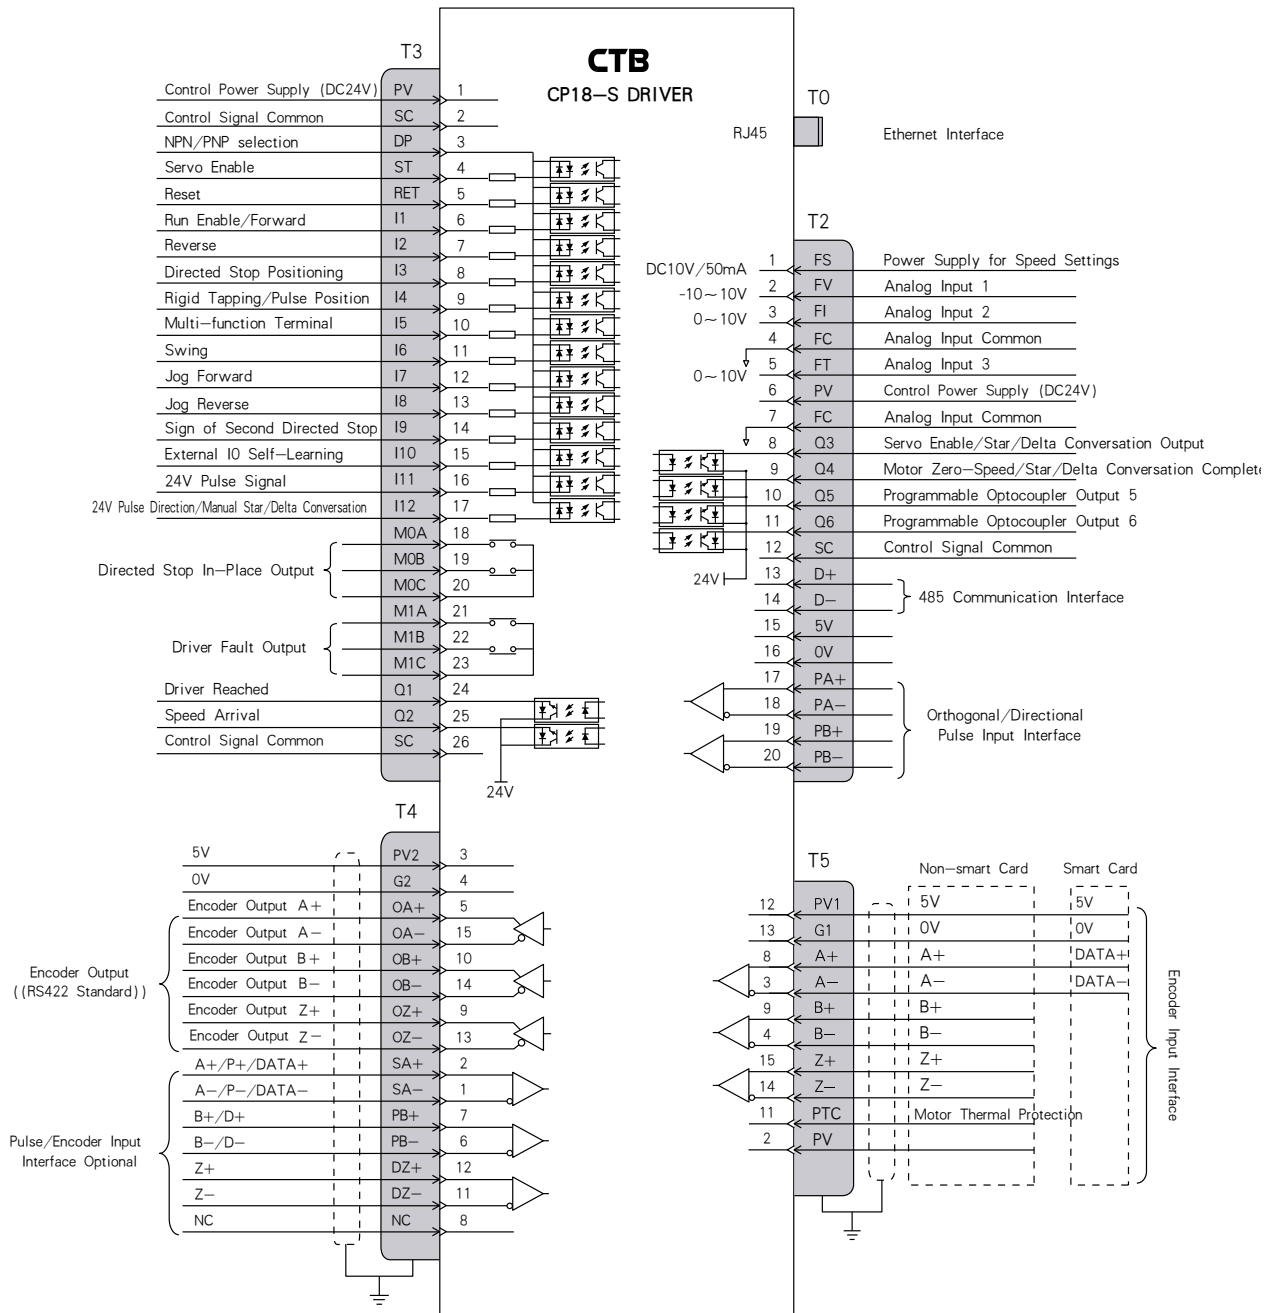 CTB
CP18-S DRIVER
T3
Control Power Supply (DC24V) PV 1
Control Signal Common SC 2
NPN/PNP selection DP 3
Servo Enable ST 4
Reset RET 5
Run Enable/Forward I1 6
Reverse I2 7
Directed Stop Positioning I3 8
Rigid Tapping/Pulse Position I4 9
Multi-function Terminal I5 10
Swing I6 11
Jog Forward I7 12
Jog Reverse I8 13
Sign of Second Directed Stop I9 14
External IO Self-Learning I10 15
24V Pulse Signal I11 16
24V Pulse Direction/Manual Star/Delta Conversation I12 17
M0A 18
Directed Stop In-Place Output M0B 19
M0C 20
M1A 21
Driver Fault Output M1B 22
M1C 23
Driver Reached Q1 24
Speed Arrival Q2 25
Control Signal Common SC 26
24V
T0
RJ45 Ethernet Interface
T2
DC10V/50mA 1 FS Power Supply for Speed Settings
-10~10V 2 FV Analog Input 1
0~10V 3 FI Analog Input 2
4 FC Analog Input Common
0~10V 5 FT Analog Input 3
6 PV Control Power Supply (DC24V)
7 FC Analog Input Common
8 Q3 Servo Enable/Star/Delta Conversation Output
9 Q4 Motor Zero-Speed/Star/Delta Conversation Complete
10 Q5 Programmable Optocoupler Output 5
11 Q6 Programmable Optocoupler Output 6
12 SC Control Signal Common
24V
13 D+
14 D-
485 Communication Interface
15 5V
16 0V
17 PA+
18 PA-
19 PB+
20 PB-
Orthogonal/Directional
Pulse Input Interface
T4
5V PV2 3
0V G2 4
Encoder Output A+ OA+ 5
Encoder Output A- OA- 15
Encoder Output B+ OB+ 10
Encoder Output B- OB- 14
Encoder Output Z+ OZ+ 9
Encoder Output Z- OZ- 13
Encoder Output
((RS422 Standard))
A+/P+/DATA+ SA+ 2
A-/P-/DATA- SA- 1
B+/D+ PB+ 7
B-/D- PB- 6
Z+ DZ+ 12
Z- DZ- 11
NC NC 8
Pulse/Encoder Input
Interface Optional
T5
Non-smart Card Smart Card
12 PV1 5V 5V
13 G1 0V 0V
8 A+ A+ DATA+
3 A- A- DATA-
9 B+ B+
4 B- B-
15 Z+ Z+
14 Z- Z-
11 PTC Motor Thermal Protection
2 PV
Encoder Input Interface